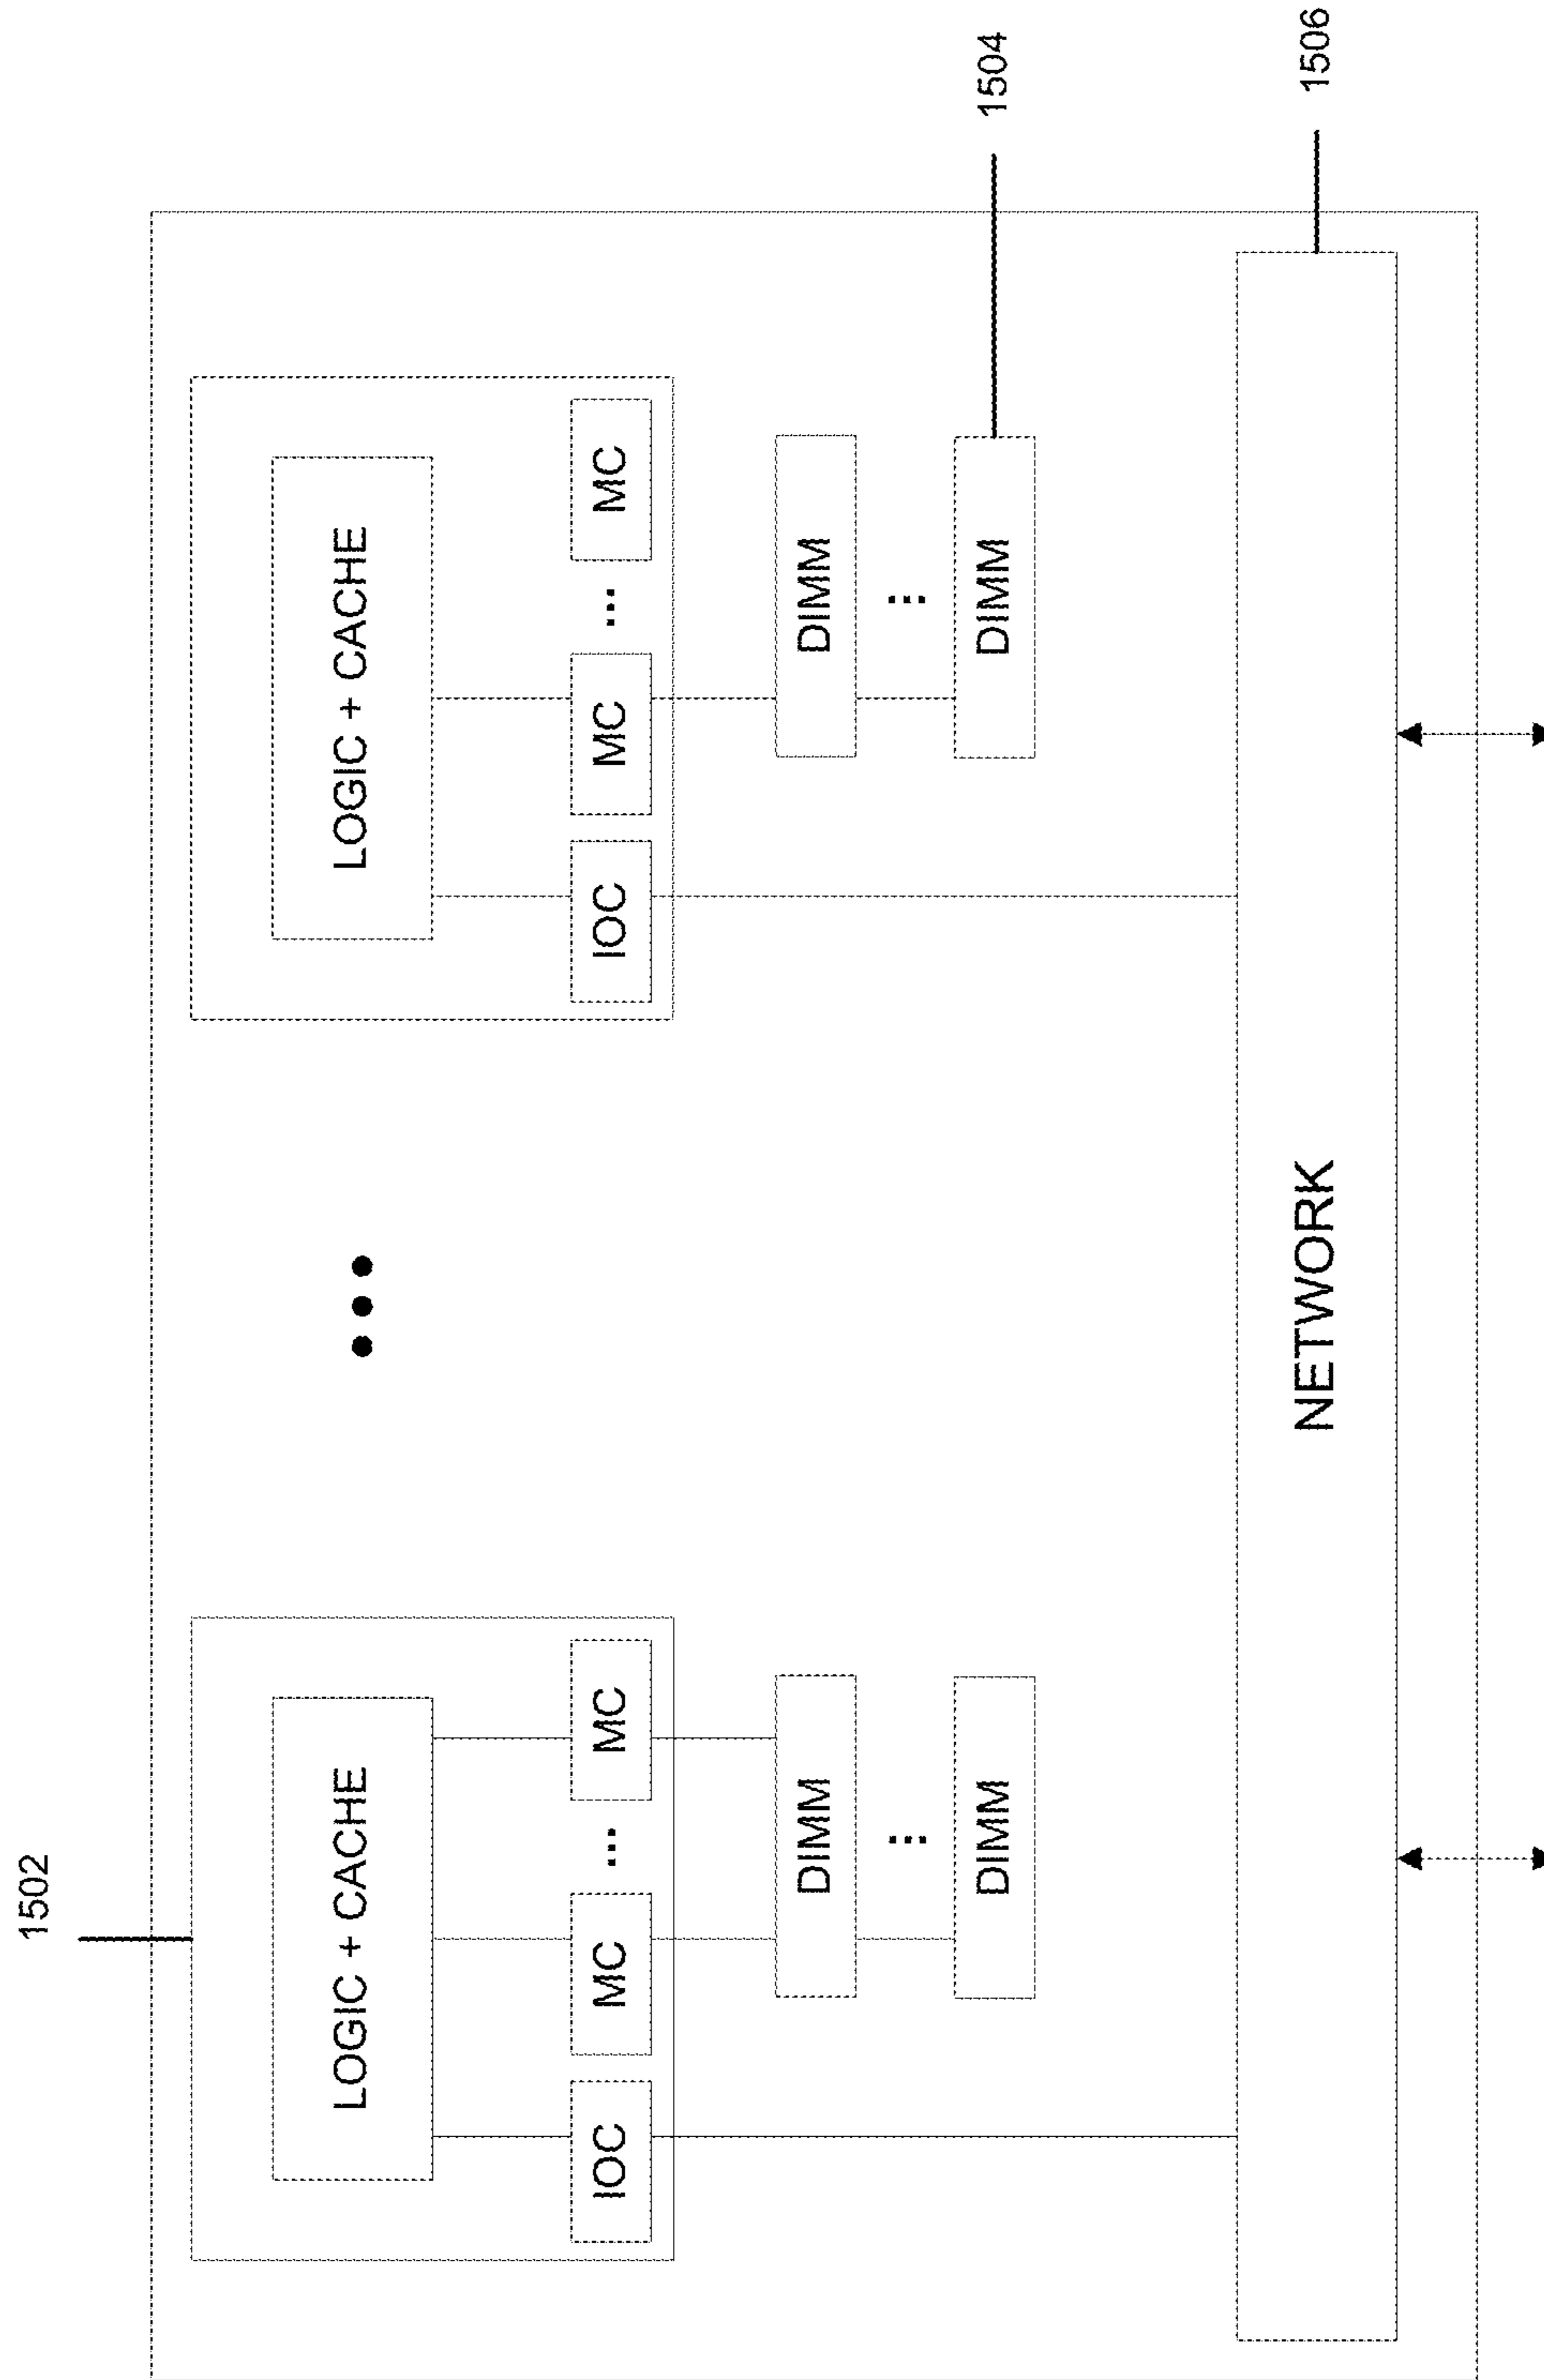 1502
LOGIC + CACHE
LOGIC + CACHE
IOC
MC
...
MC
IOC
MC
...
MC
DIMM
DIMM
...
...
DIMM
DIMM
1504
NETWORK
1506